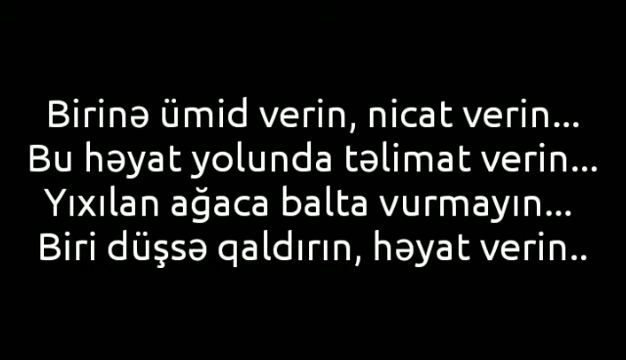 Birinə ümid verin, nicat verin...
Bu həyat yolunda təlimat verin...
Yıxılan ağaca balta vurmayın...
Biri düşsə qaldırın, həyat verin..